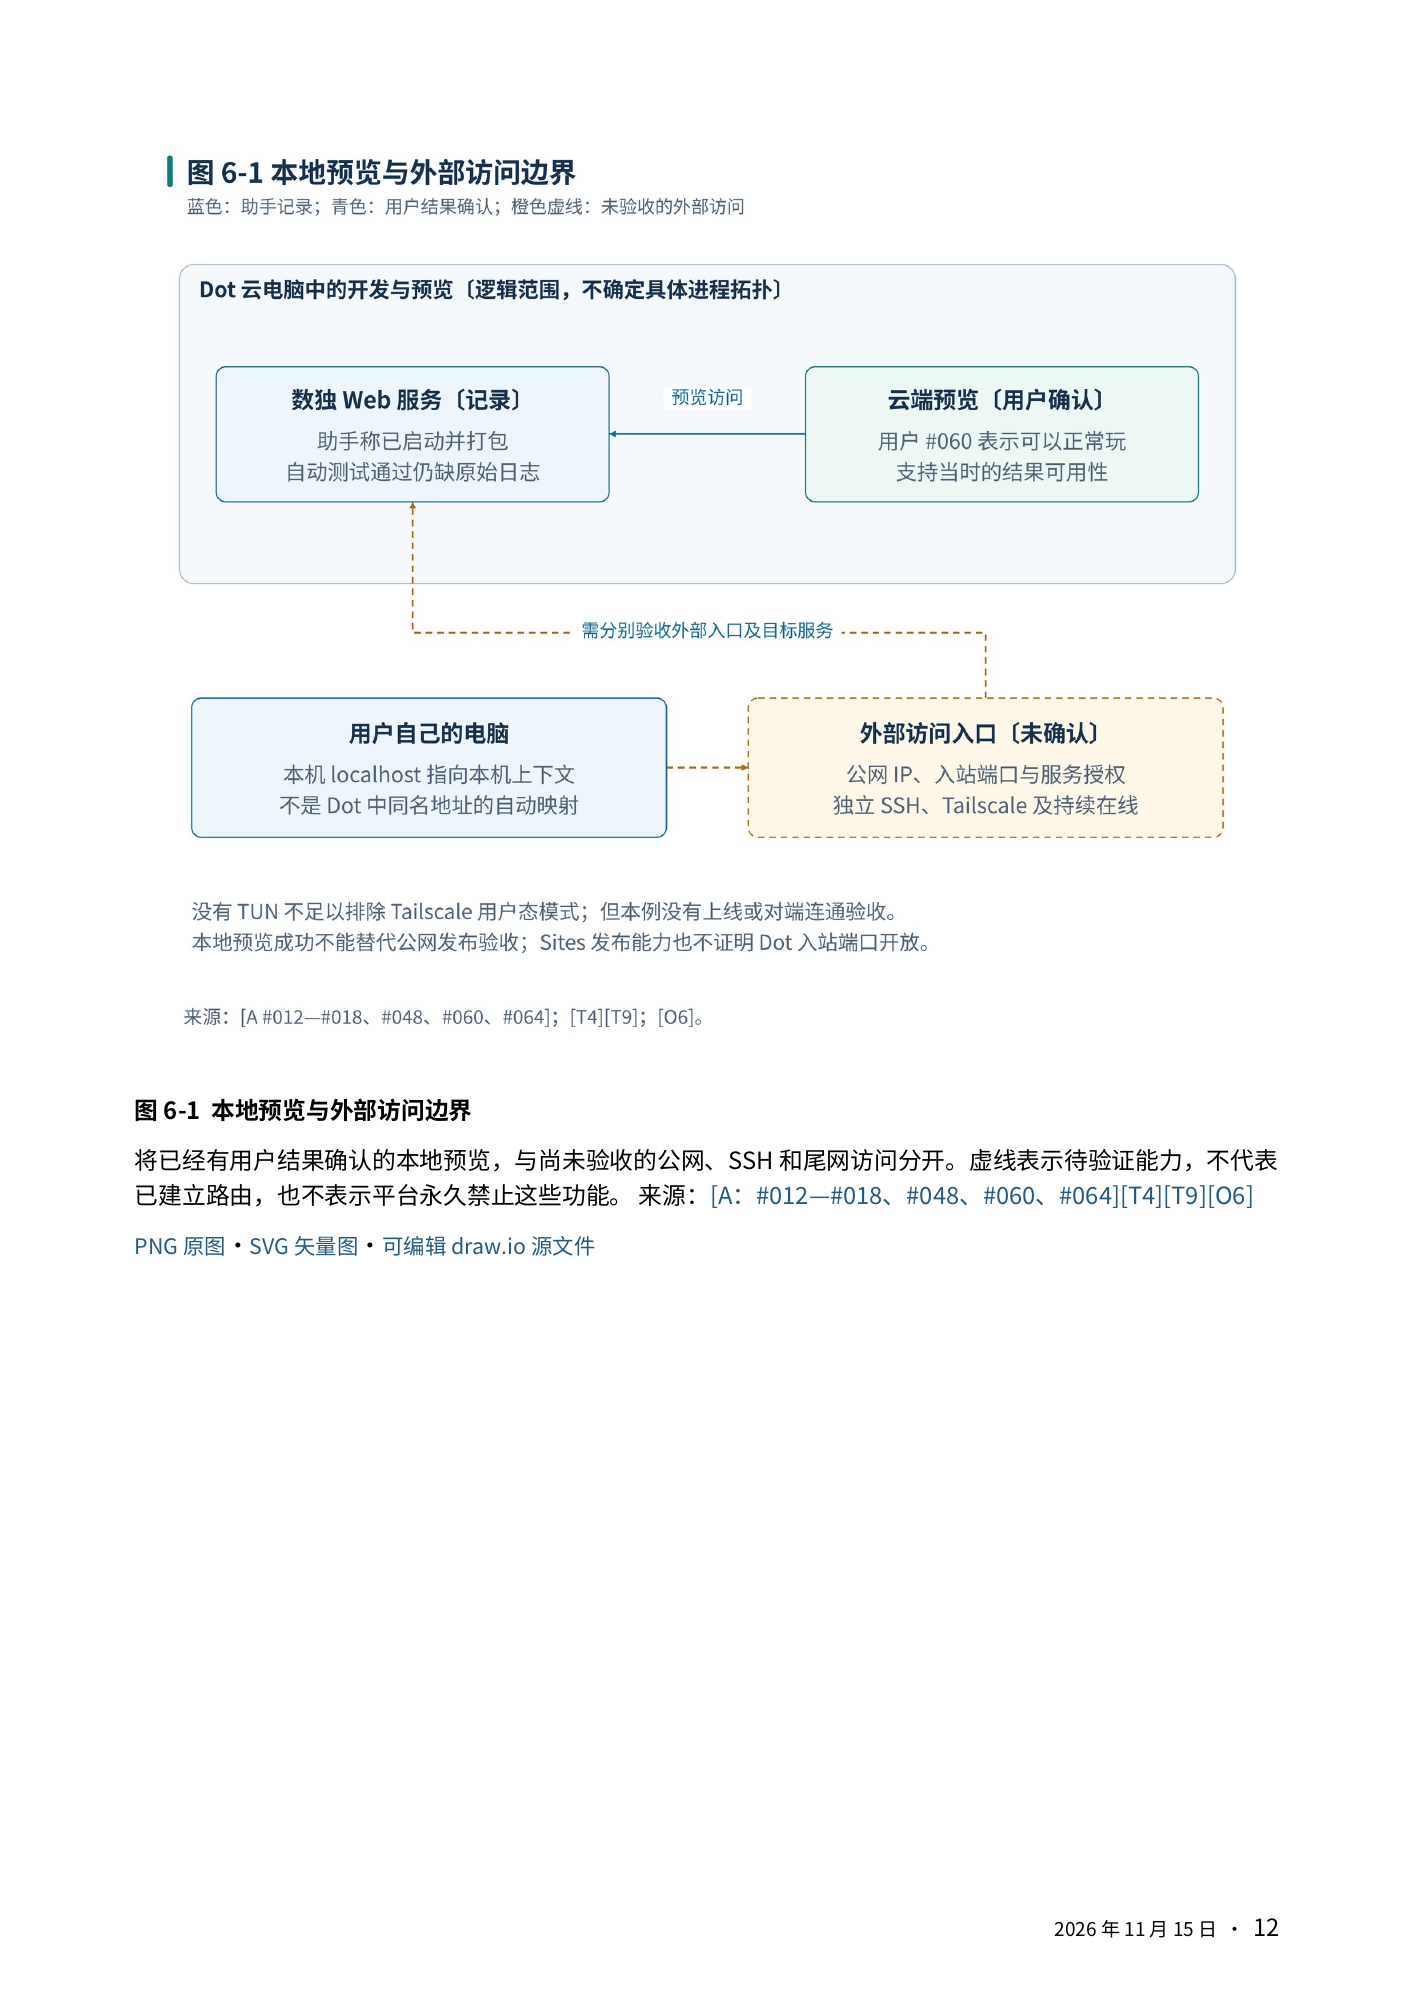 图 6-1 本地预览与外部访问边界
蓝色：助手记录；青色：用户结果确认；橙色虚线：未验收的外部访问
Dot 云电脑中的开发与预览〔逻辑范围，不确定具体进程拓扑〕
数独 Web 服务〔记录〕
助手称已启动并打包
自动测试通过仍缺原始日志
预览访问
云端预览〔用户确认〕
用户 #060 表示可以正常玩
支持当时的结果可用性
需分别验收外部入口及目标服务
用户自己的电脑
本机 localhost 指向本机上下文
不是 Dot 中同名地址的自动映射
外部访问入口〔未确认〕
公网 IP、入站端口与服务授权
独立 SSH、Tailscale 及持续在线
没有 TUN 不足以排除 Tailscale 用户态模式；但本例没有上线或对端连通验收。
本地预览成功不能替代公网发布验收；Sites 发布能力也不证明 Dot 入站端口开放。
来源：[A #012—#018、#048、#060、#064]；[T4][T9]；[O6]。
图 6-1 本地预览与外部访问边界
将已经有用户结果确认的本地预览，与尚未验收的公网、SSH 和尾网访问分开。虚线表示待验证能力，不代表
已建立路由，也不表示平台永久禁止这些功能。 来源：[A：#012—#018、#048、#060、#064][T4][T9][O6]
PNG 原图 • SVG 矢量图 • 可编辑 draw.io 源文件
2026 年 11 月 15 日 · 12